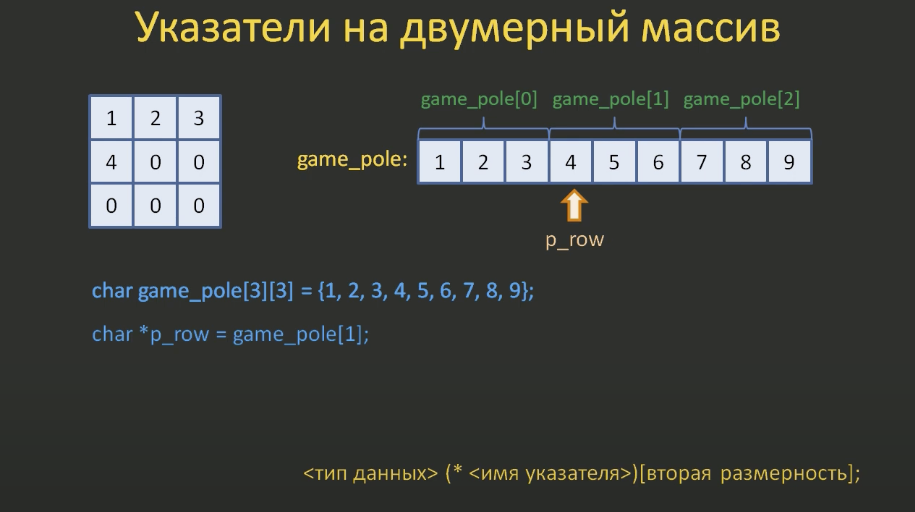 Указатели на двумерный массив
game_pole[0] game_pole[1] game_pole[2]
1 2 3
4 0 0
0 0 0
game_pole: 1 2 3 4 5 6 7 8 9
p_row
char game_pole[3][3] = {1, 2, 3, 4, 5, 6, 7, 8, 9};
char *p_row = game_pole[1];
<тип данных> (* <имя указателя>)[вторая размерность];